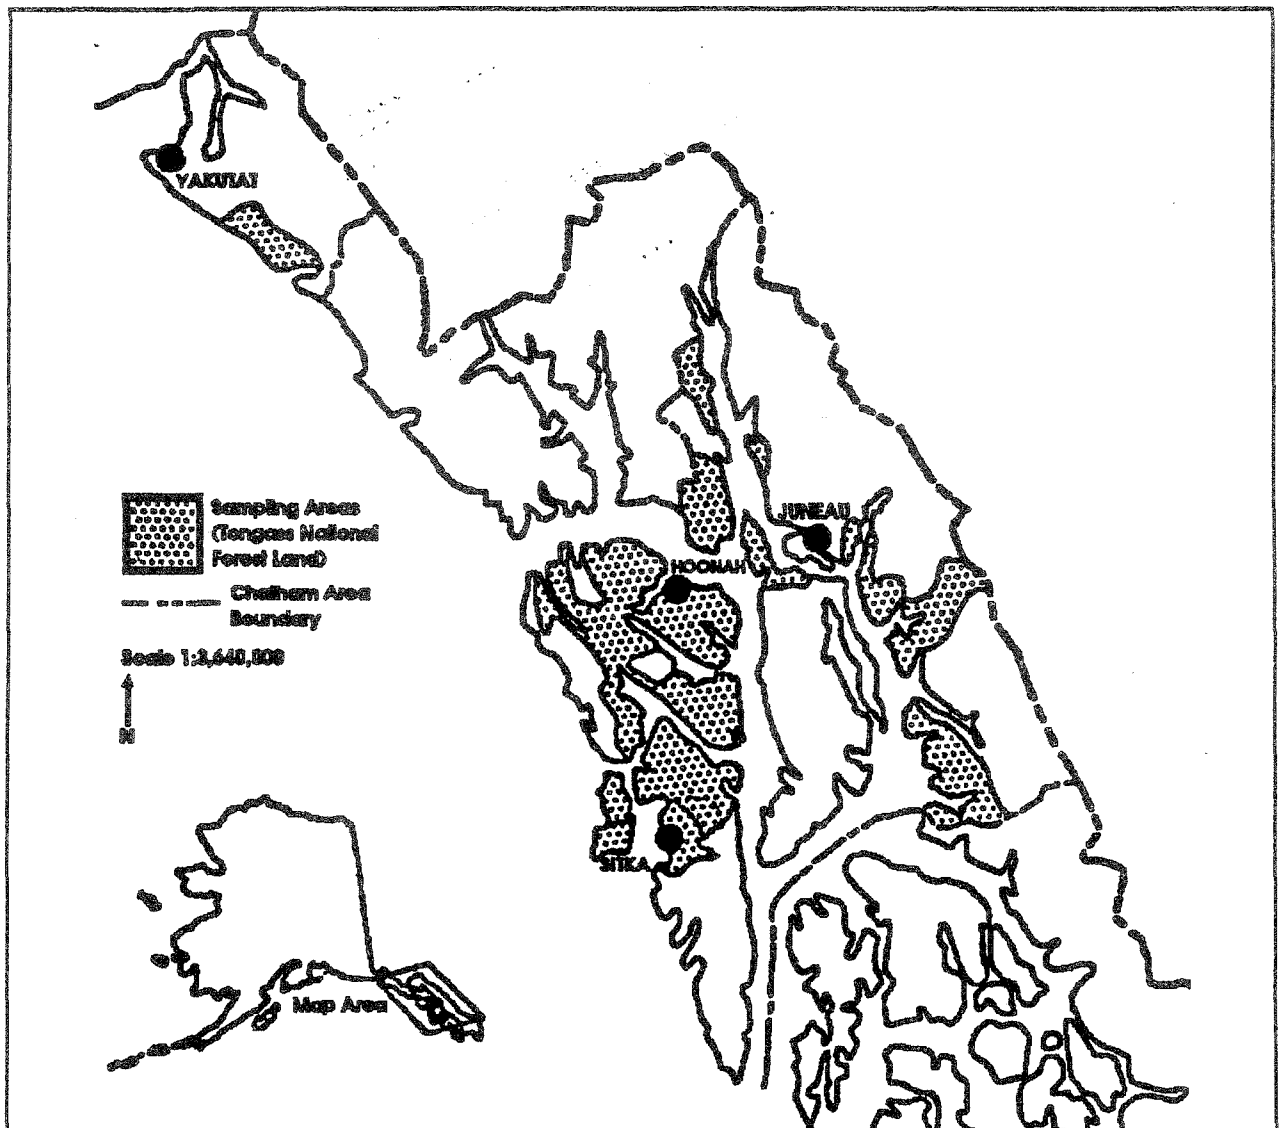 YAKUTAT
JUNEAU
HOONAH
SITKA
Sampling Areas
(Tongass National
Forest Land)
Chatham Area
Boundary
Scale 1:3,640,000
N
Map Area